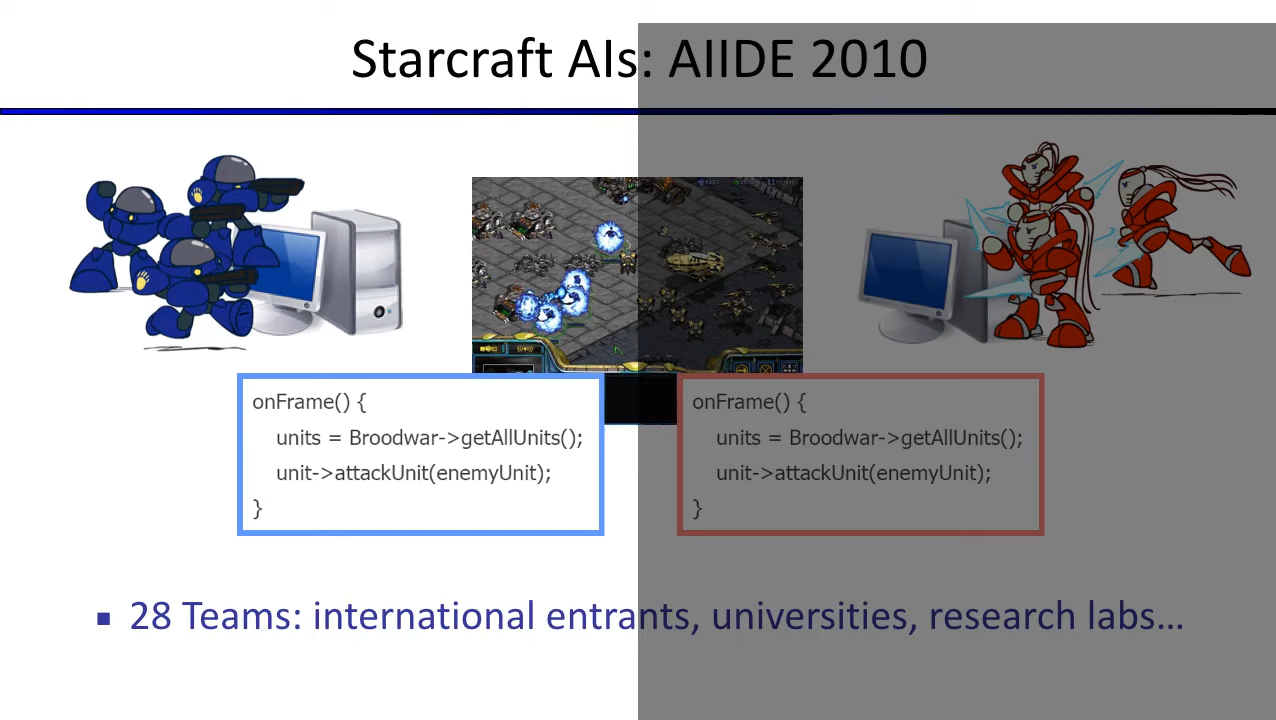 Starcraft AIs: AIIDE 2010
onFrame() {
units = Broodwar->getAllUnits();
unit->attackUnit(enemyUnit);
}
onFrame() {
units = Broodwar->getAllUnits();
unit->attackUnit(enemyUnit);
}
▪ 28 Teams: international entrants, universities, research labs…